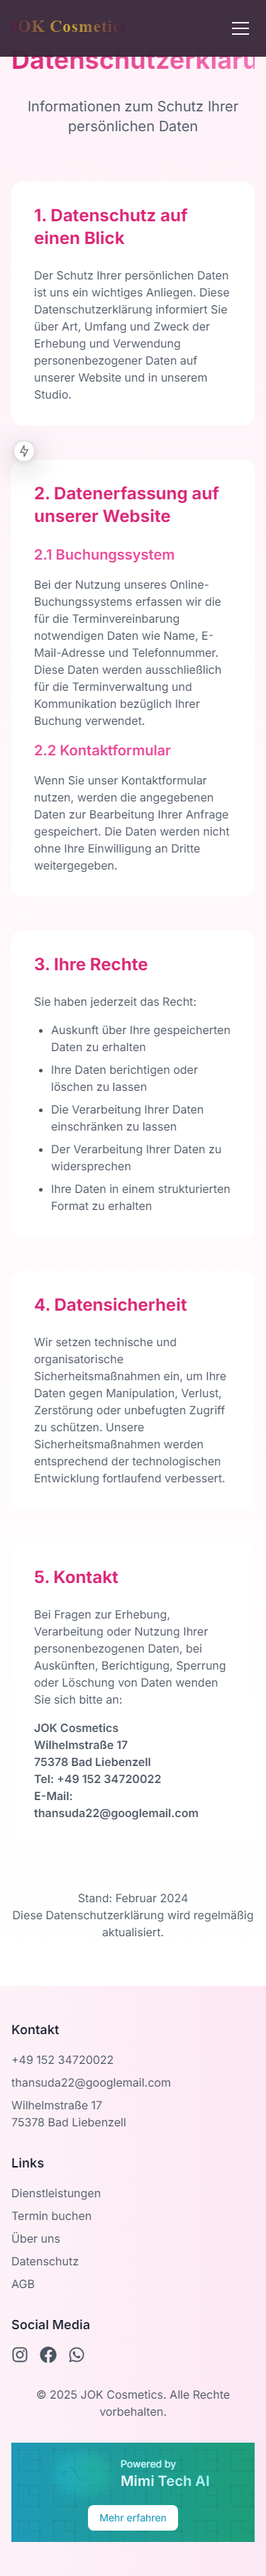 JOK Cosmetic
Datenschutzerkläru
Informationen zum Schutz Ihrer
persönlichen Daten
1. Datenschutz auf
einen Blick
Der Schutz Ihrer persönlichen Daten
ist uns ein wichtiges Anliegen. Diese
Datenschutzerklärung informiert Sie
über Art, Umfang und Zweck der
Erhebung und Verwendung
personenbezogener Daten auf
unserer Website und in unserem
Studio.
2. Datenerfassung auf
unserer Website
2.1 Buchungssystem
Bei der Nutzung unseres Online-
Buchungssystems erfassen wir die
für die Terminvereinbarung
notwendigen Daten wie Name, E-
Mail-Adresse und Telefonnummer.
Diese Daten werden ausschließlich
für die Terminverwaltung und
Kommunikation bezüglich Ihrer
Buchung verwendet.
2.2 Kontaktformular
Wenn Sie unser Kontaktformular
nutzen, werden die angegebenen
Daten zur Bearbeitung Ihrer Anfrage
gespeichert. Die Daten werden nicht
ohne Ihre Einwilligung an Dritte
weitergegeben.
3. Ihre Rechte
Sie haben jederzeit das Recht:
• Auskunft über Ihre gespeicherten
Daten zu erhalten
• Ihre Daten berichtigen oder
löschen zu lassen
• Die Verarbeitung Ihrer Daten
einschränken zu lassen
• Der Verarbeitung Ihrer Daten zu
widersprechen
• Ihre Daten in einem strukturierten
Format zu erhalten
4. Datensicherheit
Wir setzen technische und
organisatorische
Sicherheitsmaßnahmen ein, um Ihre
Daten gegen Manipulation, Verlust,
Zerstörung oder unbefugten Zugriff
zu schützen. Unsere
Sicherheitsmaßnahmen werden
entsprechend der technologischen
Entwicklung fortlaufend verbessert.
5. Kontakt
Bei Fragen zur Erhebung,
Verarbeitung oder Nutzung Ihrer
personenbezogenen Daten, bei
Auskünften, Berichtigung, Sperrung
oder Löschung von Daten wenden
Sie sich bitte an:
JOK Cosmetics
Wilhelmstraße 17
75378 Bad Liebenzell
Tel: +49 152 34720022
E-Mail:
thansuda22@googlemail.com
Stand: Februar 2024
Diese Datenschutzerklärung wird regelmäßig
aktualisiert.
Kontakt
+49 152 34720022
thansuda22@googlemail.com
Wilhelmstraße 17
75378 Bad Liebenzell
Links
Dienstleistungen
Termin buchen
Über uns
Datenschutz
AGB
Social Media
© 2025 JOK Cosmetics. Alle Rechte
vorbehalten.
Powered by
Mimi Tech AI
Mehr erfahren